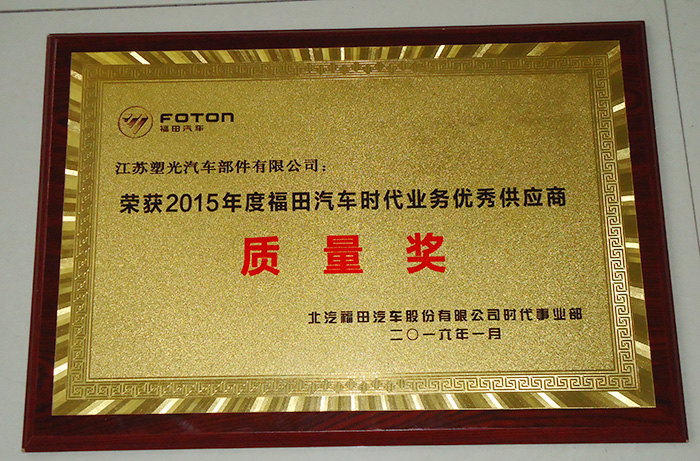 FOTON
福田汽车
江苏塑光汽车部件有限公司：
荣获2015年度福田汽车时代业务优秀供应商
质量奖
北汽福田汽车股份有限公司时代事业部
二〇一六年一月